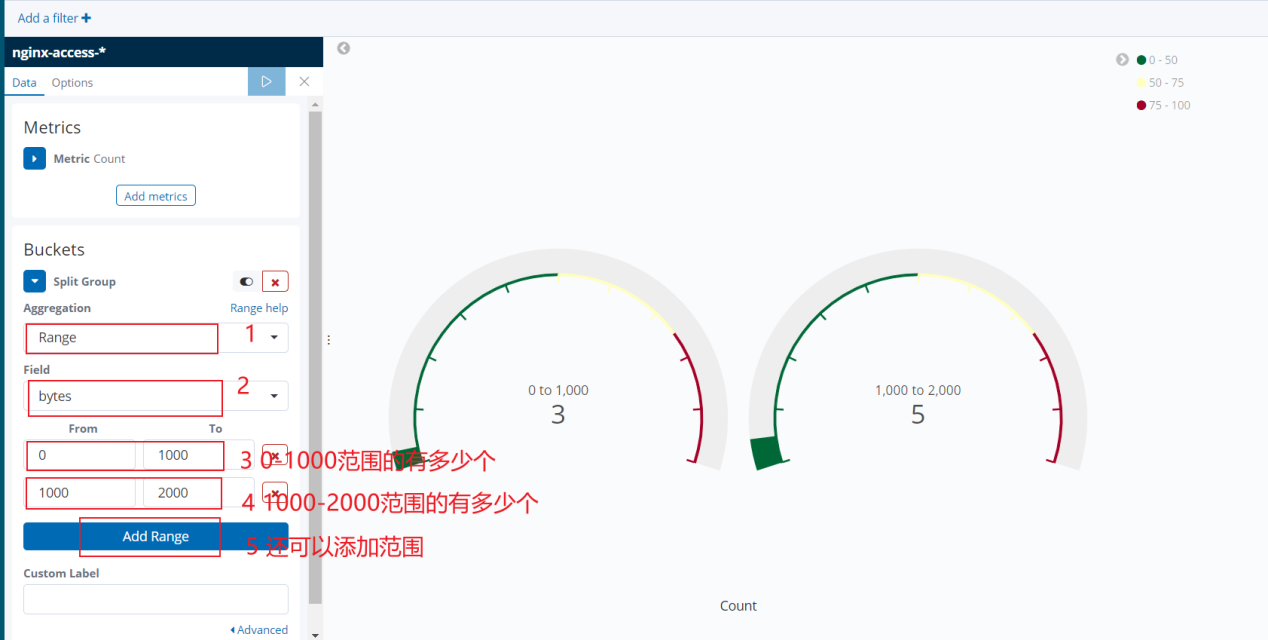 Add a filter
nginx-access-*
Data Options
Metrics
Metric Count
Add metrics
Buckets
Split Group
Aggregation Range help
Range 1
Field
bytes 2
From To
0 1000 3 0-1000范围的有多少个
1000 2000 4 1000-2000范围的有多少个
Add Range 5 还可以添加范围
Custom Label
Advanced
0 - 50
50 - 75
75 - 100
0 to 1,000
3
1,000 to 2,000
5
Count